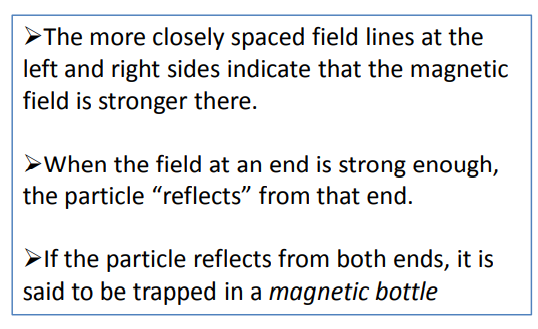 ➢The more closely spaced field lines at the
left and right sides indicate that the magnetic
field is stronger there.
➢When the field at an end is strong enough,
the particle “reflects” from that end.
➢If the particle reflects from both ends, it is
said to be trapped in a magnetic bottle